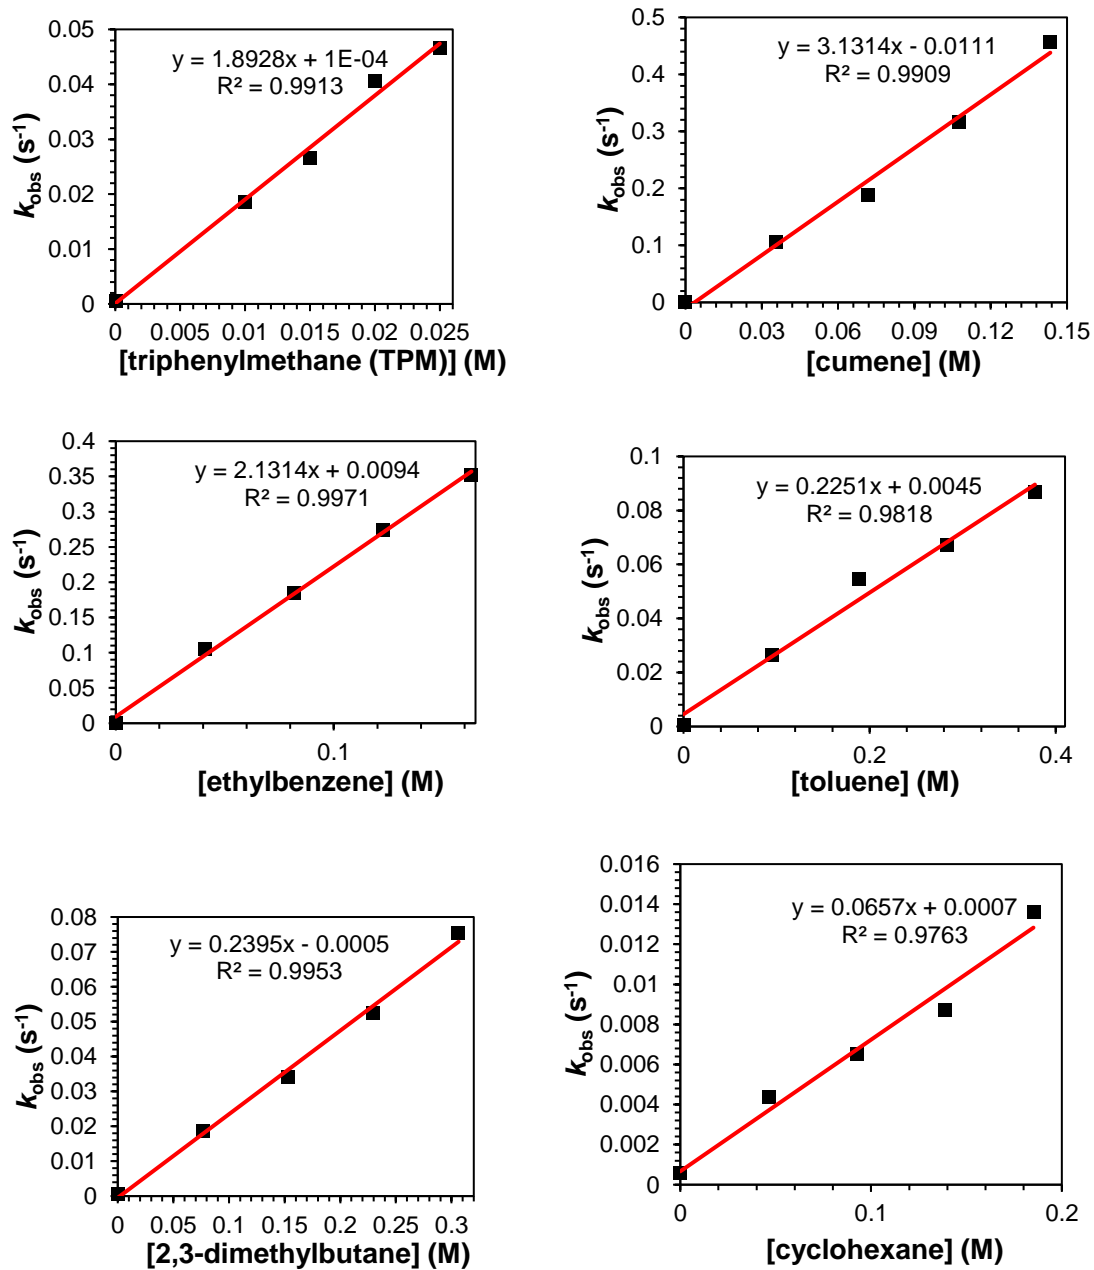 0.05
0.04
0.03
0.02
0.01
0
y = 1.8928x + 1E-04
R² = 0.9913
k_obs (s⁻¹)
0 0.005 0.01 0.015 0.02 0.025
[triphenylmethane (TPM)] (M)
0.5
0.4
0.3
0.2
0.1
0
y = 3.1314x - 0.0111
R² = 0.9909
k_obs (s⁻¹)
0 0.03 0.06 0.09 0.12 0.15
[cumene] (M)
0.4
0.35
0.3
0.25
0.2
0.15
0.1
0.05
0
y = 2.1314x + 0.0094
R² = 0.9971
k_obs (s⁻¹)
0 0.1
[ethylbenzene] (M)
0.1
0.08
0.06
0.04
0.02
0
y = 0.2251x + 0.0045
R² = 0.9818
k_obs (s⁻¹)
0 0.2 0.4
[toluene] (M)
0.08
0.07
0.06
0.05
0.04
0.03
0.02
0.01
0
y = 0.2395x - 0.0005
R² = 0.9953
k_obs (s⁻¹)
0 0.05 0.1 0.15 0.2 0.25 0.3
[2,3-dimethylbutane] (M)
0.016
0.014
0.012
0.01
0.008
0.006
0.004
0.002
0
y = 0.0657x + 0.0007
R² = 0.9763
k_obs (s⁻¹)
0 0.1 0.2
[cyclohexane] (M)